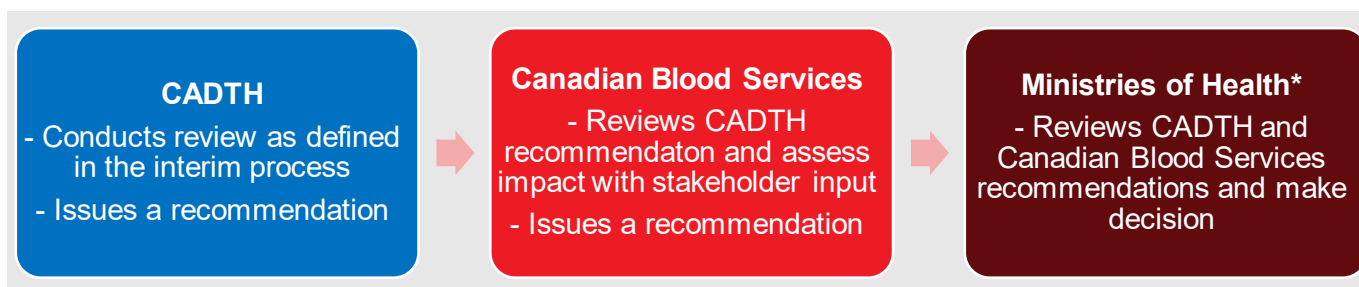 CADTH
- Conducts review as defined
in the interim process
- Issues a recommendation
Canadian Blood Services
- Reviews CADTH
recommendaton and assess
impact with stakeholder input
- Issues a recommendation
Ministries of Health*
- Reviews CADTH and
Canadian Blood Services
recommendations and make
decision